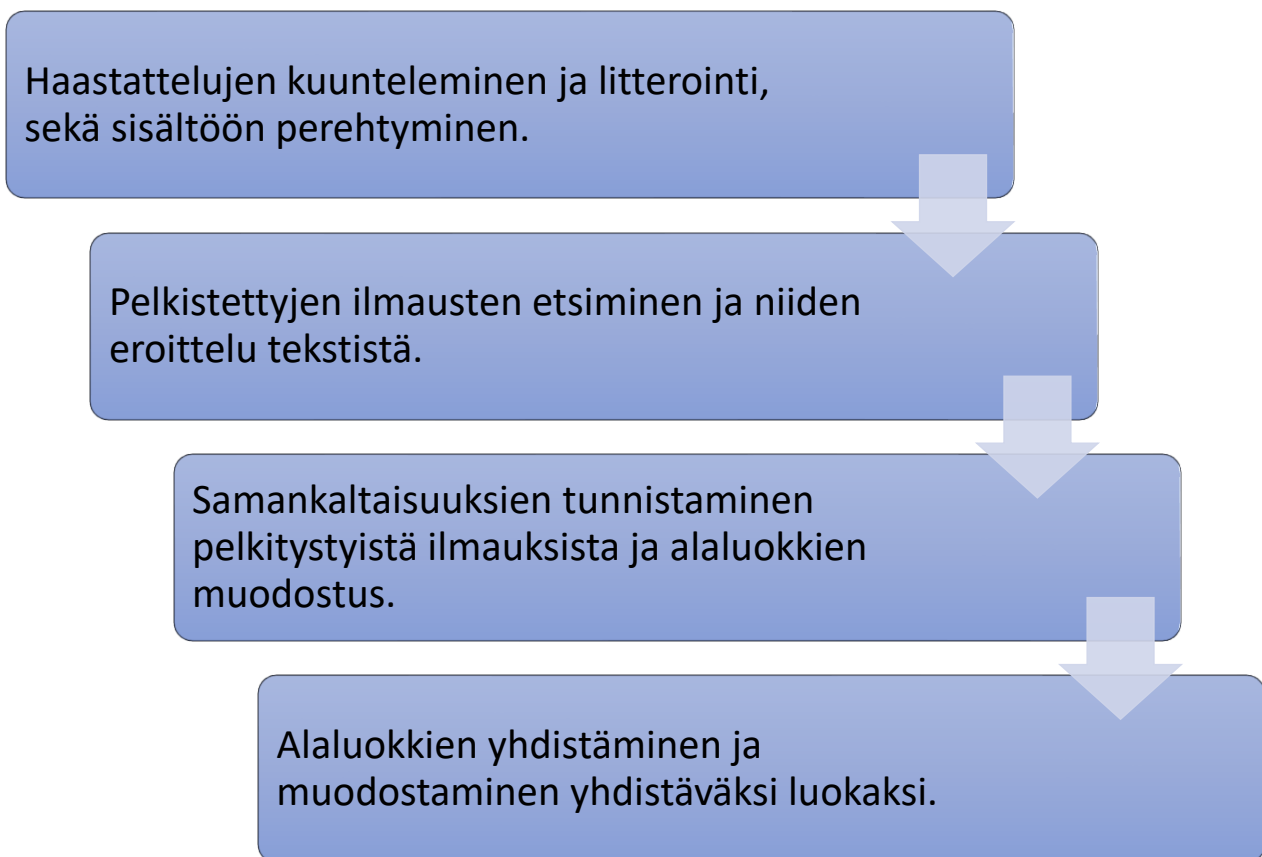 Haastattelujen kuunteleminen ja litterointi,
sekä sisältöön perehtyminen.
Pelkistettyjen ilmausten etsiminen ja niiden
eroittelu tekstistä.
Samankaltaisuuksien tunnistaminen
pelkitystyistä ilmauksista ja alaluokkien
muodostus.
Alaluokkien yhdistäminen ja
muodostaminen yhdistäväksi luokaksi.